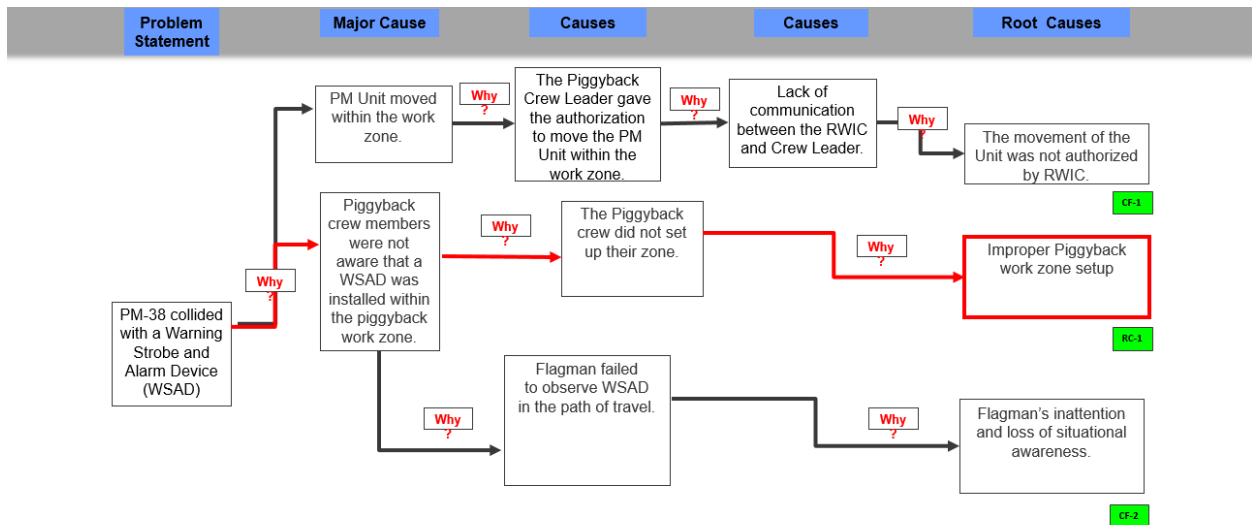 Problem
Statement
Major Cause
Causes
Causes
Root Causes
PM Unit moved
within the work
zone.
Why
?
The Piggyback
Crew Leader gave
the authorization
to move the PM
Unit within the
work zone.
Why
?
Lack of
communication
between the RWIC
and Crew Leader.
Why
?
The movement of the
Unit was not authorized
by RWIC.
CF-1
Piggyback
crew members
were not
aware that a
WSAD was
installed within
the piggyback
work zone.
Why
?
The Piggyback
crew did not set
up their zone.
Why
?
Improper Piggyback
work zone setup
RC-1
Why
?
PM-38 collided
with a Warning
Strobe and
Alarm Device
(WSAD)
Why
?
Flagman failed
to observe WSAD
in the path of travel.
Why
?
Flagman's inattention
and loss of situational
awareness.
CF-2